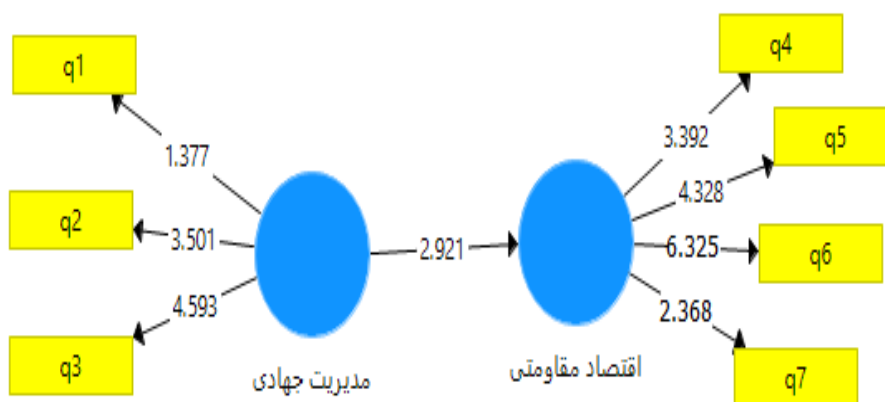 q1
1.377
q2
3.501
4.593
q3
مدیریت جهادی
2.921
q4
3.392
q5
4.328
6.325
q6
2.368
q7
اقتصاد مقاومتی